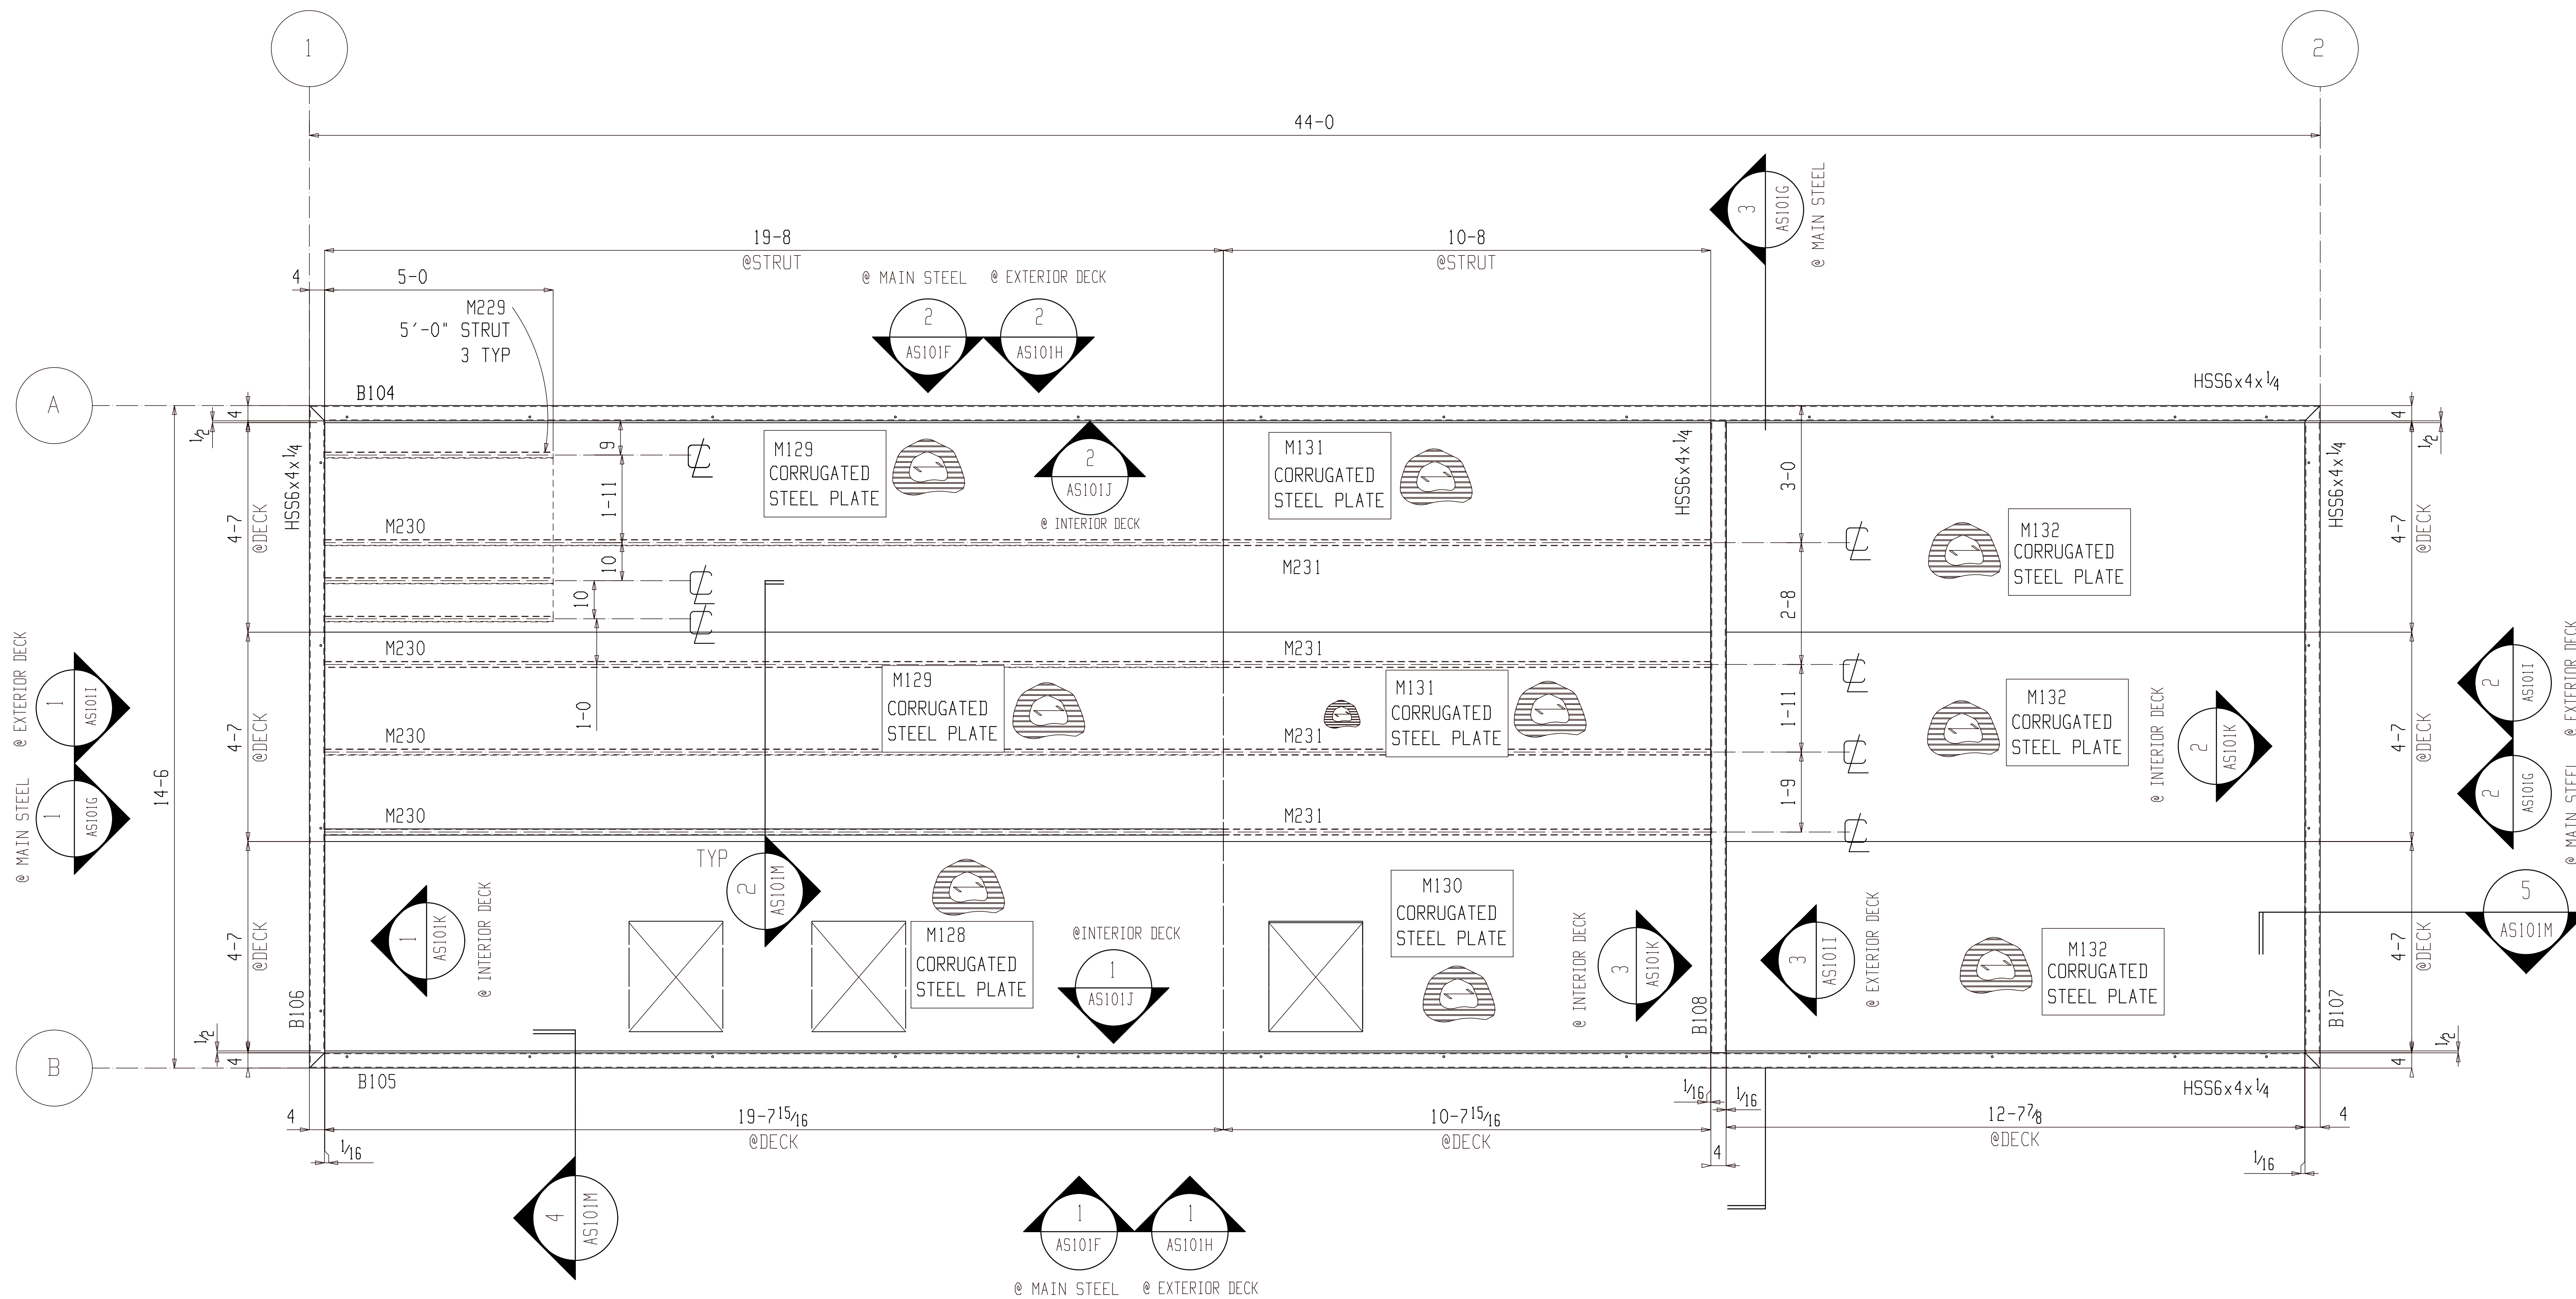 1
2
44-0
3
AS101G
@ MAIN STEEL
19-8
@STRUT
10-8
@STRUT
4
5-0
M229
5'-0" STRUT
3 TYP
@ MAIN STEEL
@ EXTERIOR DECK
2
AS101F
2
AS101H
A
B104
HSS6x4x1/4
4
1/2
4
1/2
HSS6x4x1/4
9
1-11
M129
CORRUGATED
STEEL PLATE
2
AS101J
@ INTERIOR DECK
M131
CORRUGATED
STEEL PLATE
HSS6x4x1/4
3-0
HSS6x4x1/4
4-7
@DECK
M230
10
M231
M132
CORRUGATED
STEEL PLATE
4-7
@DECK
10
2-8
M230
M231
@ EXTERIOR DECK
1
AS101I
M129
CORRUGATED
STEEL PLATE
M131
CORRUGATED
STEEL PLATE
1-11
M132
CORRUGATED
STEEL PLATE
@ INTERIOR DECK
2
AS101K
2
AS101I
@ EXTERIOR DECK
1-0
4-7
@DECK
M230
M231
4-7
@DECK
14-6
@ MAIN STEEL
1
AS101G
1-9
2
AS101G
@ MAIN STEEL
M230
M231
TYP
2
AS101M
M130
CORRUGATED
STEEL PLATE
5
AS101M
4-7
@DECK
1
AS101K
@ INTERIOR DECK
M128
CORRUGATED
STEEL PLATE
@INTERIOR DECK
1
AS101J
@ INTERIOR DECK
3
AS101K
3
AS101I
@ EXTERIOR DECK
M132
CORRUGATED
STEEL PLATE
4-7
@DECK
B106
B108
B107
1/2
4
1/2
4
B
B105
HSS6x4x1/4
4
19-7 15/16
@DECK
1/16
10-7 15/16
@DECK
1/16
1/16
4
12-7 7/8
@DECK
4
1/16
4
AS101M
1
AS101F
1
AS101H
@ MAIN STEEL
@ EXTERIOR DECK